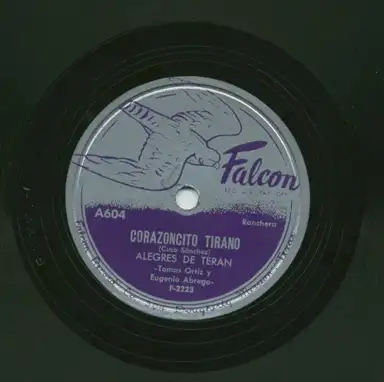 Falcon
A604
Ranchera
CORAZONCITO TIRANO
(Cuco Sánchez)
ALEGRES DE TERAN
-Tomas Ortiz y
Eugenio Abrego-
F-2223